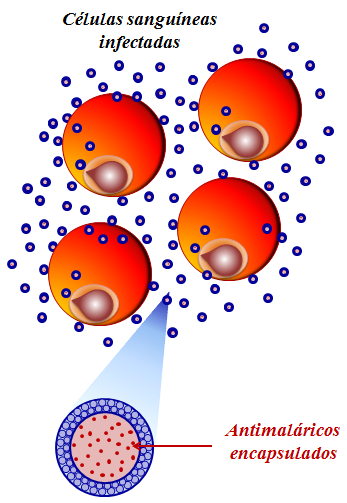 Células sanguíneas
infectadas
Antimaláricos
encapsulados